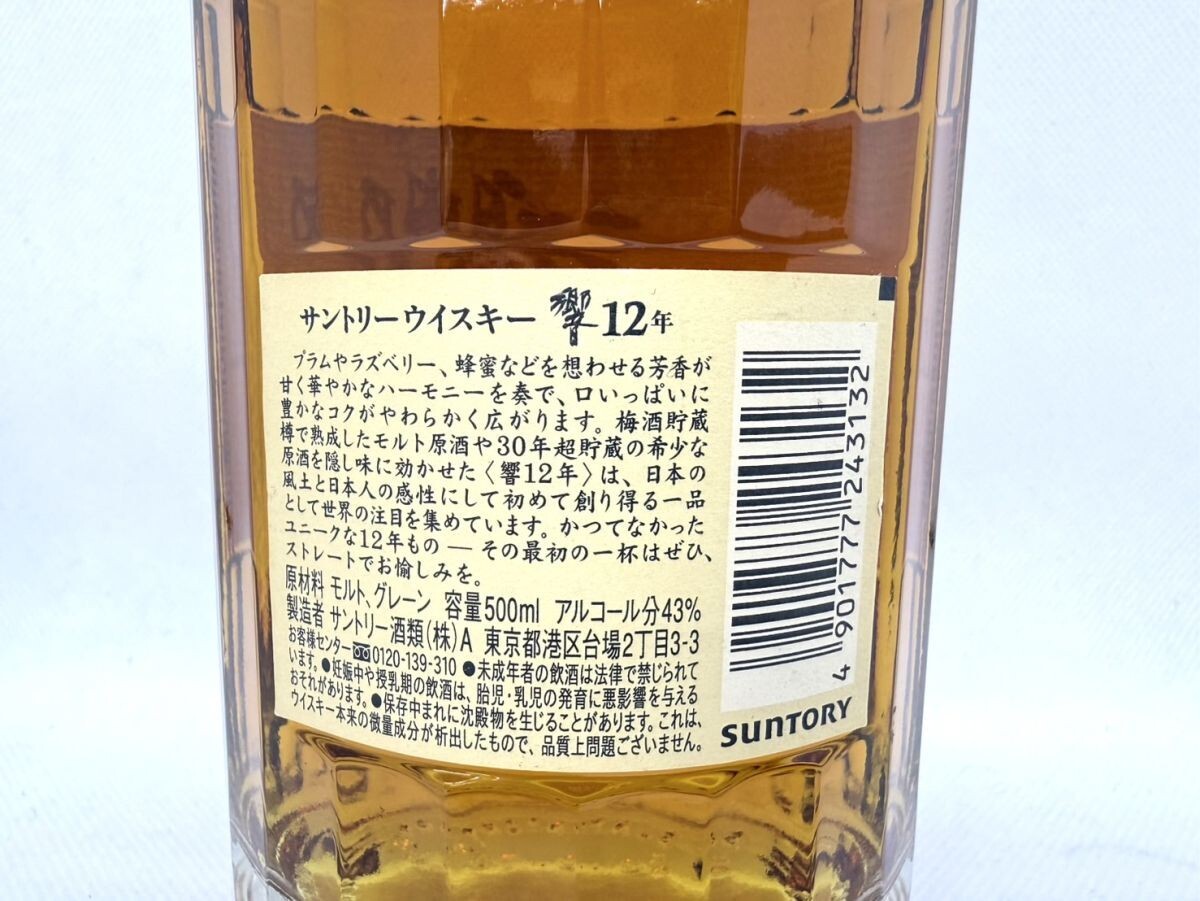 サントリーウイスキー 響 12年
プラムやラズベリー、蜂蜜などを想わせる芳香が
甘く華やかなハーモニーを奏で、口いっぱいに
豊かなコクがやわらかく広がります。梅酒貯蔵
樽で熟成したモルト原酒や30年超貯蔵の希少な
原酒を隠し味に効かせた〈響12年〉は、日本の
風土と日本人の感性にして初めて創り得る一品
として世界の注目を集めています。かつてなかった
ユニークな12年もの ― その最初の一杯はぜひ、
ストレートでお愉しみを。
原材料 モルト、グレーン 容量500ml アルコール分43%
製造者 サントリー酒類(株)A 東京都港区台場2丁目3-3
お客様センター 0120-139-310 ●未成年者の飲酒は法律で禁じられて
います。●妊娠中や授乳期の飲酒は、胎児・乳児の発育に悪影響を与える
おそれがあります。●保存中まれに沈殿物を生じることがあります。これは、
ウイスキー本来の微量成分が析出したもので、品質上問題ございません。
4 901777 243132
SUNTORY